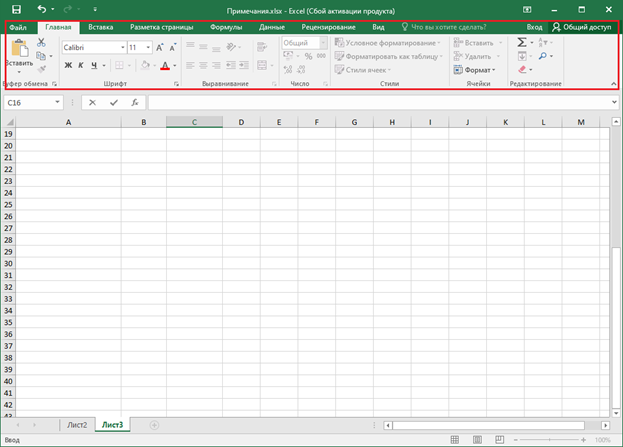 Примечания.xlsx - Excel (Сбой активации продукта)
Файл Главная Вставка Разметка страницы Формулы Данные Рецензирование Вид Что вы хотите сделать? Вход Общий доступ
Вставить
Calibri 11
Ж К Ч А
Общий
% 000
Условное форматирование
Форматировать как таблицу
Стили ячеек
Вставить
Удалить
Формат
Буфер обмена Шрифт Выравнивание Число Стили Ячейки Редактирование
C16 fx
A B C D E F G H I J K L M
19
20
21
22
23
24
25
26
27
28
29
30
31
32
33
34
35
36
37
38
39
40
41
42
43
Лист2 Лист3
Ввод 100%